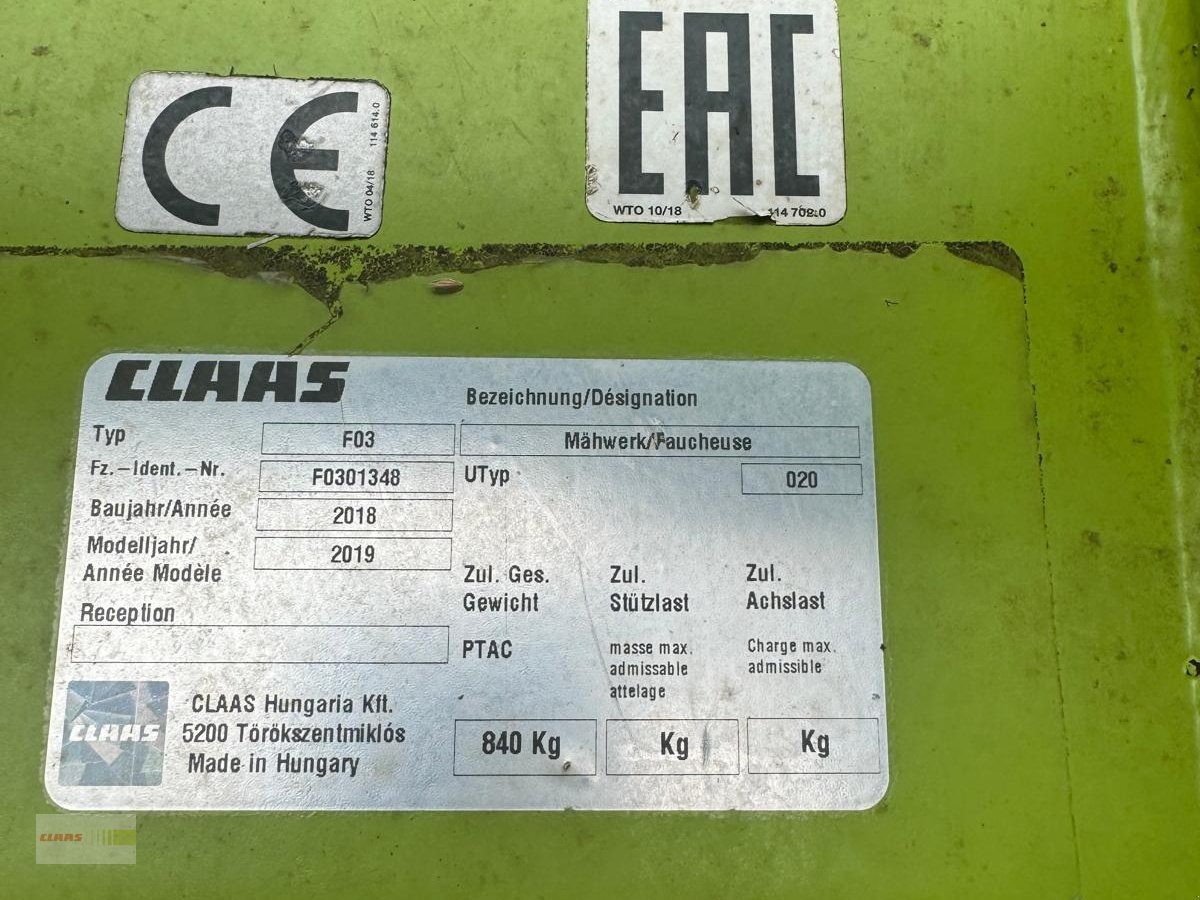 CE
WTO 04/18 114 614.0
EAC
WTO 10/18 114 702.0
CLAAS
Bezeichnung/Désignation
Typ F03 Mähwerk/Faucheuse
Fz.-Ident.-Nr. F0301348 UTyp 020
Baujahr/Année 2018
Modelljahr/
Année Modèle 2019
Reception
Zul. Ges.
Gewicht
PTAC
840 Kg
Zul.
Stützlast
masse max.
admissable
attelage
Kg
Zul.
Achslast
Charge max.
admissible
Kg
CLAAS
CLAAS Hungaria Kft.
5200 Törökszentmiklós
Made in Hungary
CLAAS